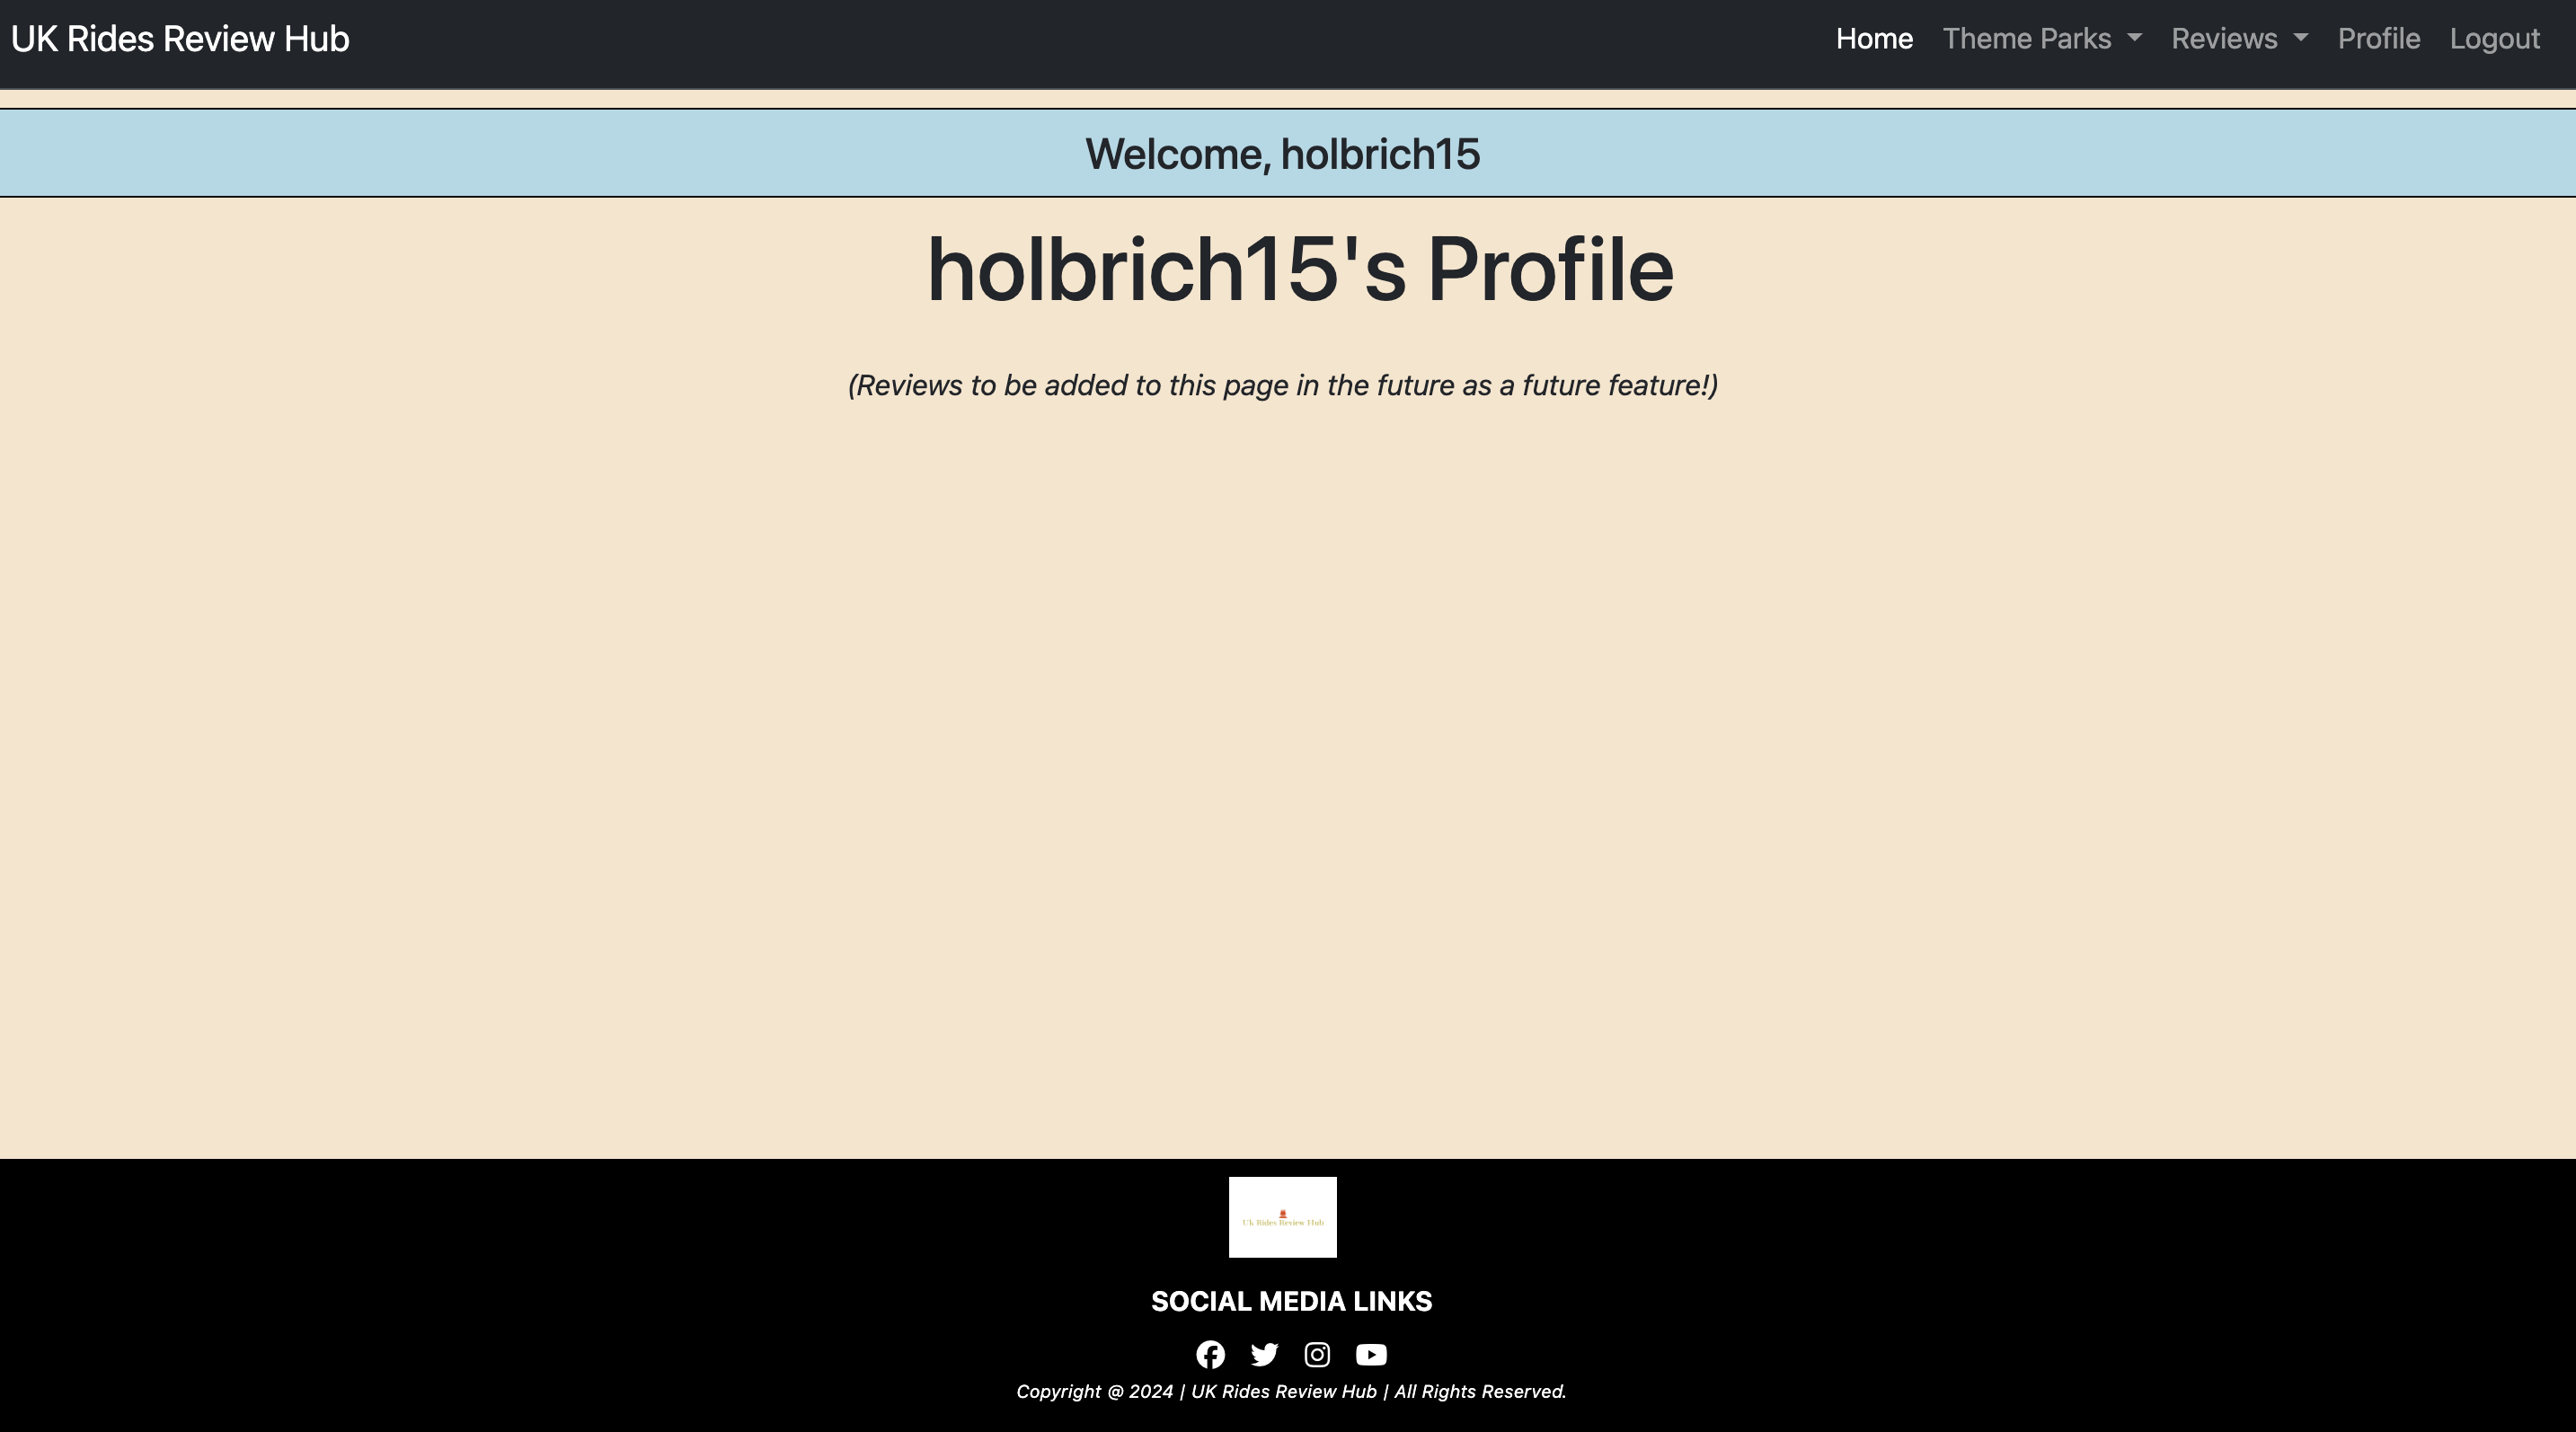 UK Rides Review Hub
Home Theme Parks Reviews Profile Logout
Welcome, holbrich15
holbrich15's Profile
(Reviews to be added to this page in the future as a future feature!)
Uk Rides Review Hub
SOCIAL MEDIA LINKS
Copyright @ 2024 | UK Rides Review Hub | All Rights Reserved.